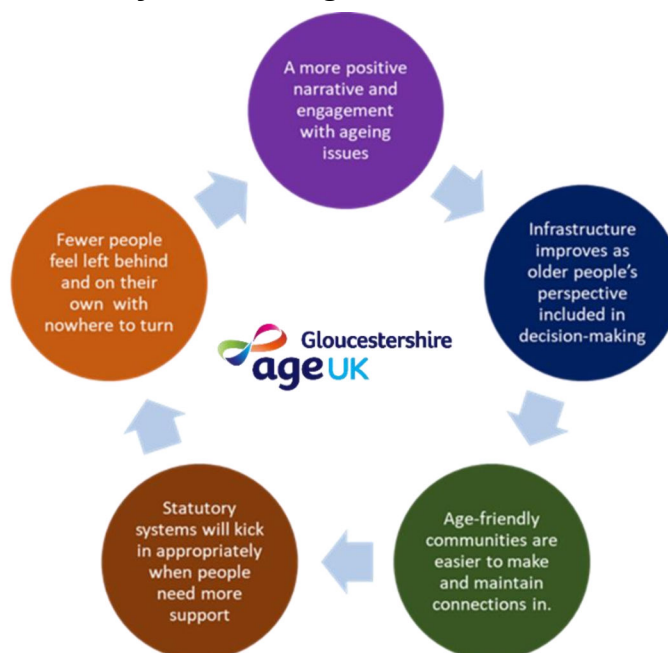 A more positive
narrative and
engagement
with ageing
issues
Infrastructure
improves as
older people's
perspective
included in
decision-making
Age-friendly
communities are
easier to make
and maintain
connections in.
Statutory
systems will kick
in appropriately
when people
need more
support
Fewer people
feel left behind
and on their
own with
nowhere to turn
Gloucestershire
age UK